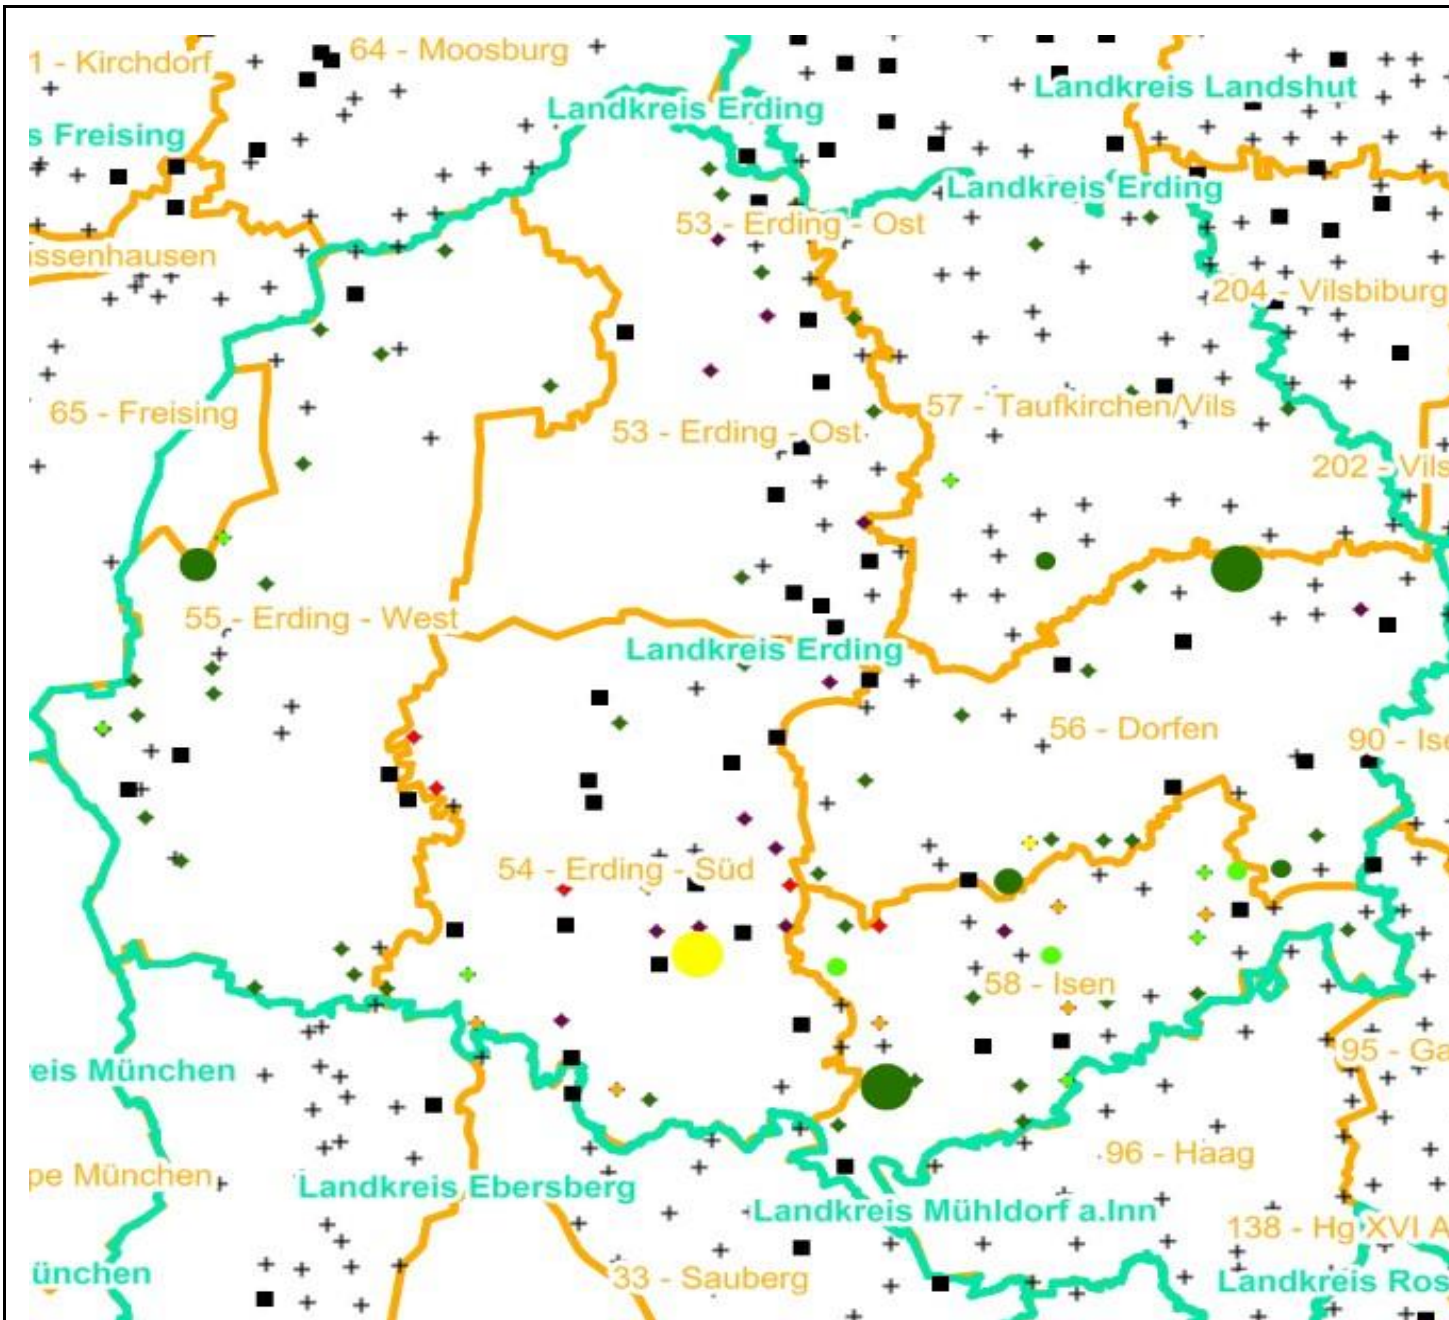 64 - Moosburg
1 - Kirchdorf
Landkreis Landshut
Landkreis Erding
s Freising
Landkreis Erding
53 - Erding - Ost
assenhausen
204 - Vilsbiburg
65 - Freising
57 - Taufkirchen/Vils
53 - Erding - Ost
202 - Vils
55 - Erding - West
Landkreis Erding
56 - Dorfen
90 - Ise
54 - Erding - Süd
58 - Isen
95 - Ga
eis München
96 - Haag
pe München
Landkreis Ebersberg
Landkreis Mühldorf a.Inn
138 - Hg XVI A
ünchen
33 - Sauberg
Landkreis Ros